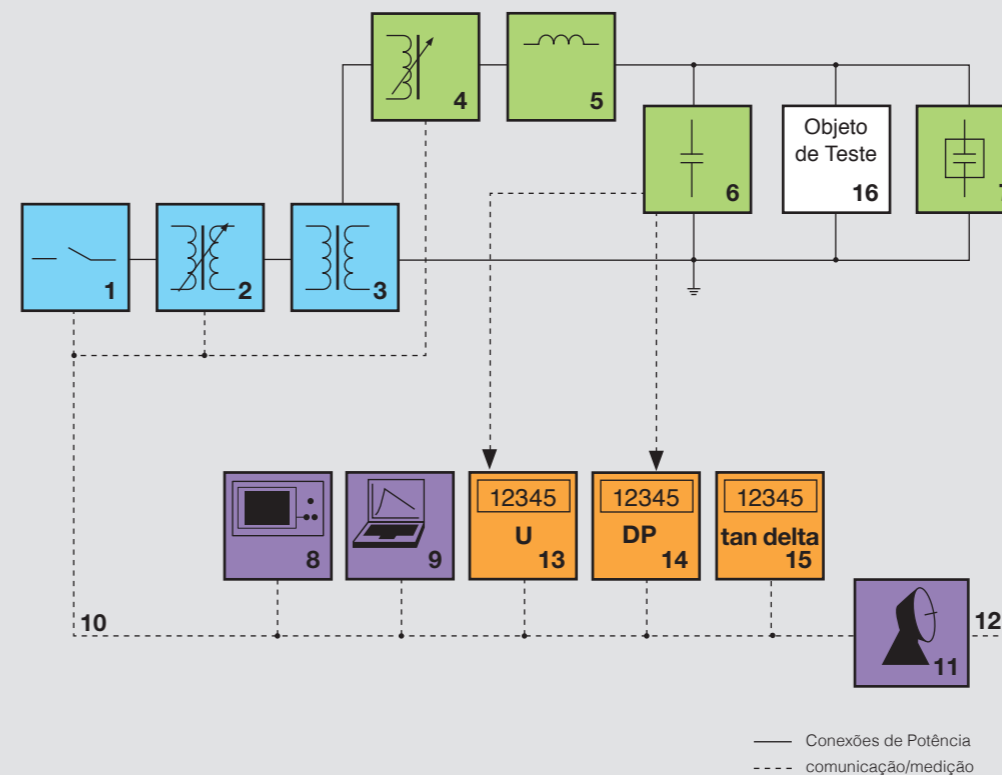 4
5
6
Objeto
de Teste
16
7
1
2
3
8
9
12345
U
13
12345
DP
14
12345
tan delta
15
10
11
12
Conexões de Potência
comunicação/medição